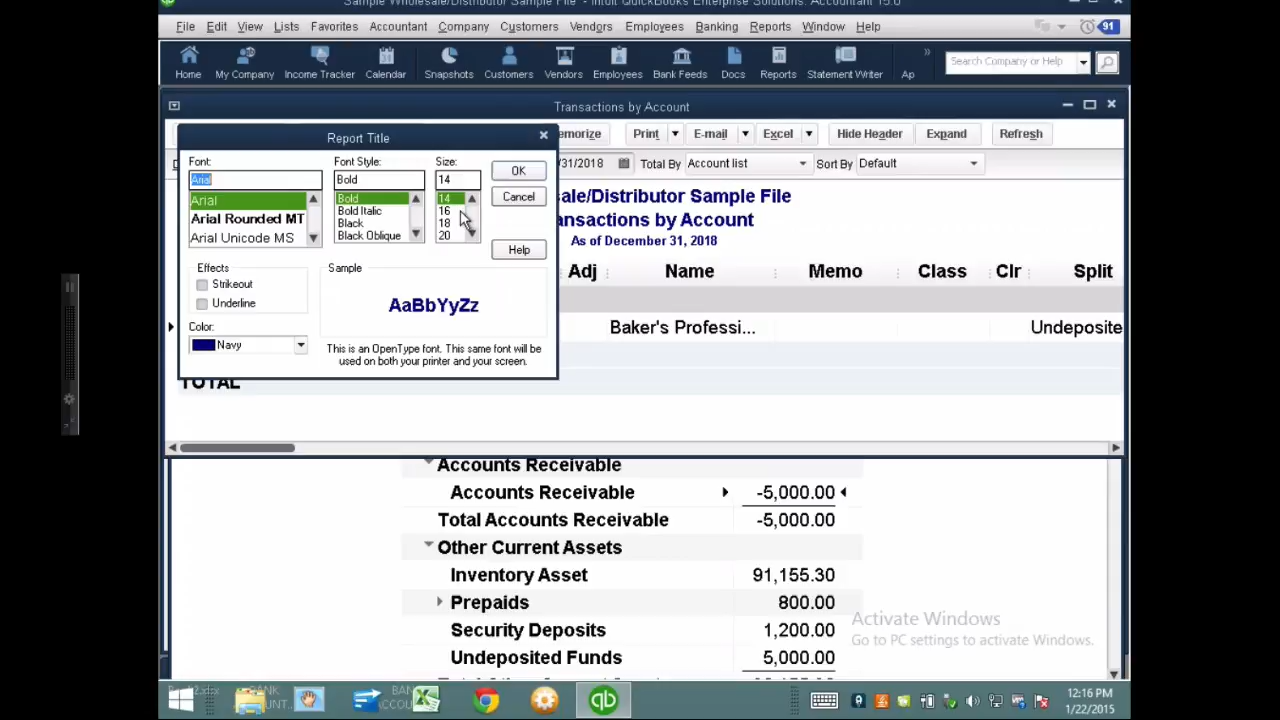 Sample Wholesale/Distributor Sample File - Intuit QuickBooks Enterprise Solutions: Accountant 15.0
File Edit View Lists Favorites Accountant Company Customers Vendors Employees Banking Reports Window Help 91
Home My Company Income Tracker Calendar Snapshots Customers Vendors Employees Bank Feeds Docs Reports Statement Writer Ap » Search Company or Help
Transactions by Account
emorize Print E-mail Excel Hide Header Expand Refresh
/31/2018 Total By Account list Sort By Default
Report Title
Font: Font Style: Size:
Arial Bold 14 OK
Arial Bold 14 Cancel
Arial Rounded MT Bold Italic 16
Black 18
Arial Unicode MS Black Oblique 20
Help
Effects Sample
Strikeout
Underline
AaBbYyZz
Color:
Navy
This is an OpenType font. This same font will be
used on both your printer and your screen.
ale/Distributor Sample File
ansactions by Account
As of December 31, 2018
Adj Name Memo Class Clr Split
Baker's Professi... Undeposite
TOTAL
Accounts Receivable
Accounts Receivable -5,000.00
Total Accounts Receivable -5,000.00
Other Current Assets
Inventory Asset 91,155.30
Prepaids 800.00
Security Deposits 1,200.00
Undeposited Funds 5,000.00
Activate Windows
Go to PC settings to activate Windows.
12:16 PM
1/22/2015